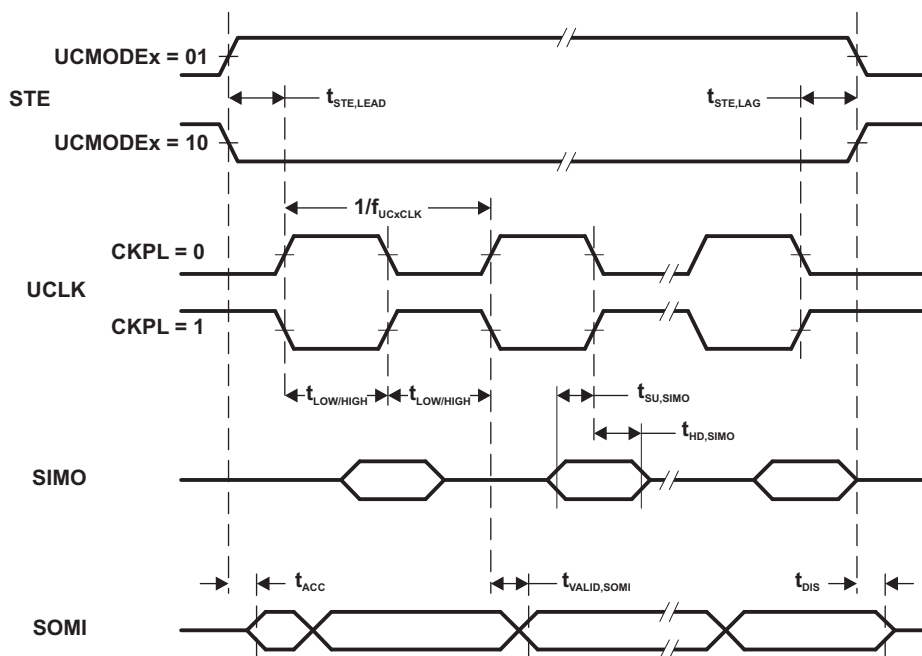 UCMODEx = 01
STE
tSTE,LEAD
tSTE,LAG
UCMODEx = 10
1/fUCxCLK
CKPL = 0
UCLK
CKPL = 1
tLOW/HIGH tLOW/HIGH
tSU,SIMO
tHD,SIMO
SIMO
tACC
tVALID,SOMI
tDIS
SOMI